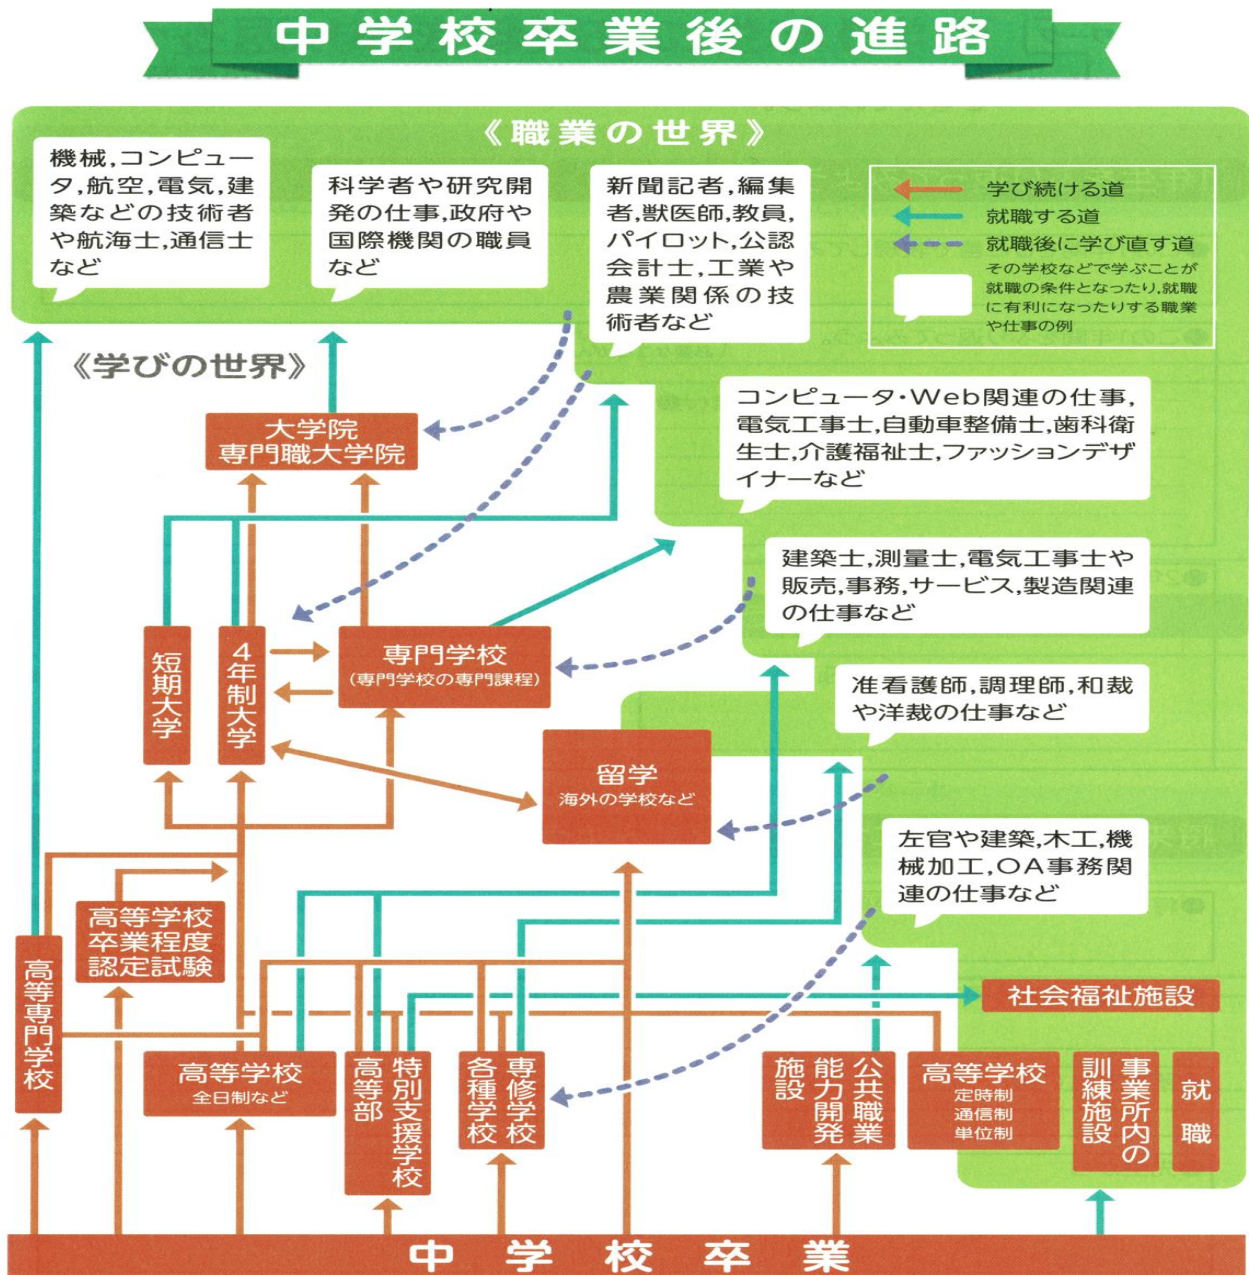 中学校卒業後の進路
《職業の世界》
機械,コンピュー
タ,航空,電気,建
築などの技術者
や航海士,通信士
など
科学者や研究開
発の仕事,政府や
国際機関の職員
など
新聞記者,編集
者,獣医師,教員,
パイロット,公認
会計士,工業や
農業関係の技
術者など
学び続ける道
就職する道
就職後に学び直す道
その学校などで学ぶことが
就職の条件となったり,就職
に有利になったりする職業
や仕事の例
《学びの世界》
大学院
専門職大学院
コンピュータ・Web関連の仕事,
電気工事士,自動車整備士,歯科衛
生士,介護福祉士,ファッションデザ
イナーなど
建築士,測量士,電気工事士や
販売,事務,サービス,製造関連
の仕事など
短期大学
4年制大学
専門学校
(専門学校の専門課程)
准看護師,調理師,和裁
や洋裁の仕事など
留学
海外の学校など
左官や建築,木工,機
械加工,OA事務関
連の仕事など
高等学校
卒業程度
認定試験
高等専門学校
社会福祉施設
高等学校
全日制など
特別支援学校
高等部
専修学校
各種学校
公共職業
能力開発
施設
高等学校
定時制
通信制
単位制
事業所内の
訓練施設
就職
中学校卒業